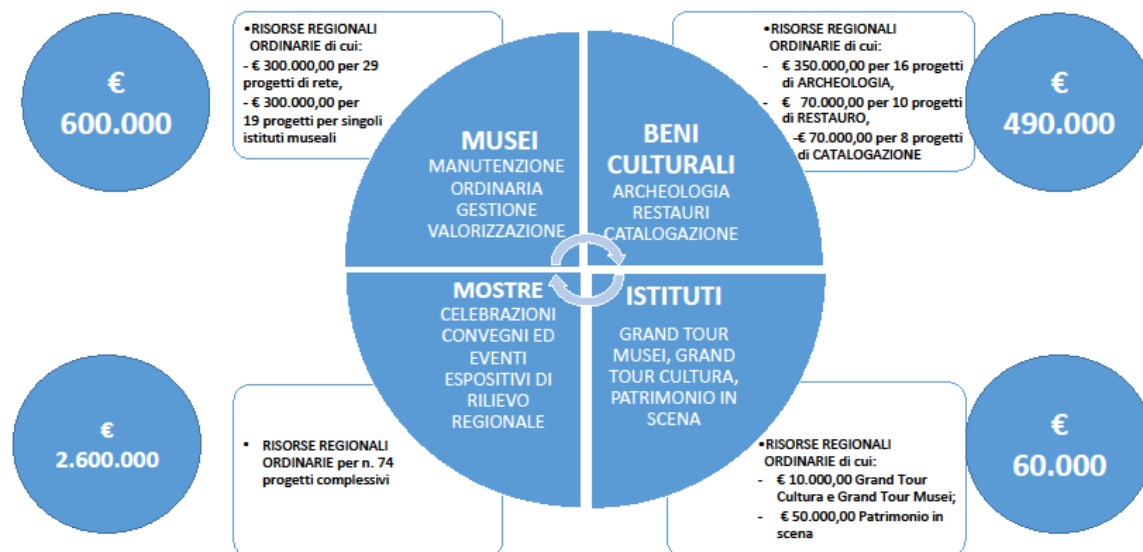 €
600.000
•RISORSE REGIONALI
ORDINARIE di cui:
- € 300.000,00 per 29
progetti di rete,
- € 300.000,00 per
19 progetti per singoli
istituti museali
MUSEI
MANUTENZIONE
ORDINARIA
GESTIONE
VALORIZZAZIONE
BENI
CULTURALI
ARCHEOLOGIA
RESTAURI
CATALOGAZIONE
•RISORSE REGIONALI
ORDINARIE di cui:
- € 350.000,00 per 16 progetti
di ARCHEOLOGIA,
- € 70.000,00 per 10 progetti
di RESTAURO,
-€ 70.000,00 per 8 progetti
di CATALOGAZIONE
€
490.000
€
2.600.000
• RISORSE REGIONALI
ORDINARIE per n. 74
progetti complessivi
MOSTRE
CELEBRAZIONI
CONVEGNI ED
EVENTI
ESPOSITIVI DI
RILIEVO
REGIONALE
ISTITUTI
GRAND TOUR
MUSEI, GRAND
TOUR CULTURA,
PATRIMONIO IN
SCENA
•RISORSE REGIONALI
ORDINARIE di cui:
- € 10.000,00 Grand Tour
Cultura e Grand Tour Musei;
- € 50.000,00 Patrimonio in
scena
€
60.000